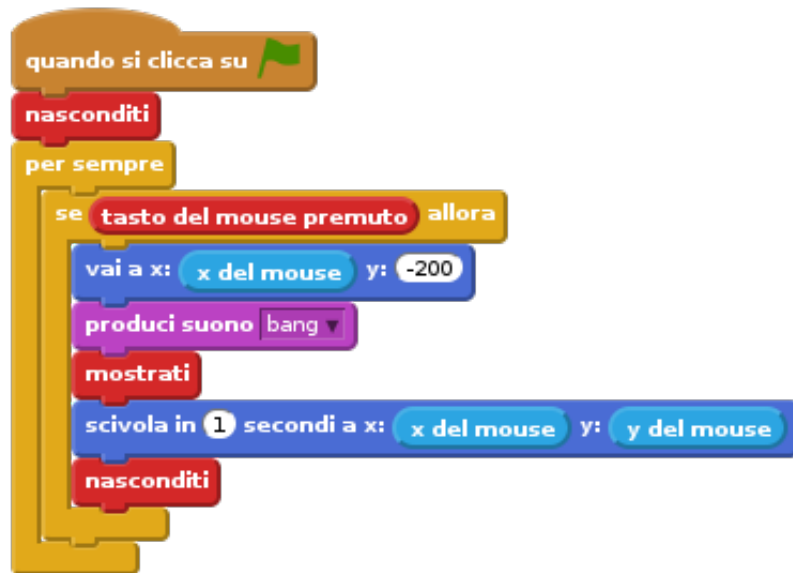 quando si clicca su
nasconditi
per sempre
se tasto del mouse premuto allora
vai a x: x del mouse y: -200
produci suono bang
mostrati
scivola in 1 secondi a x: x del mouse y: y del mouse
nasconditi